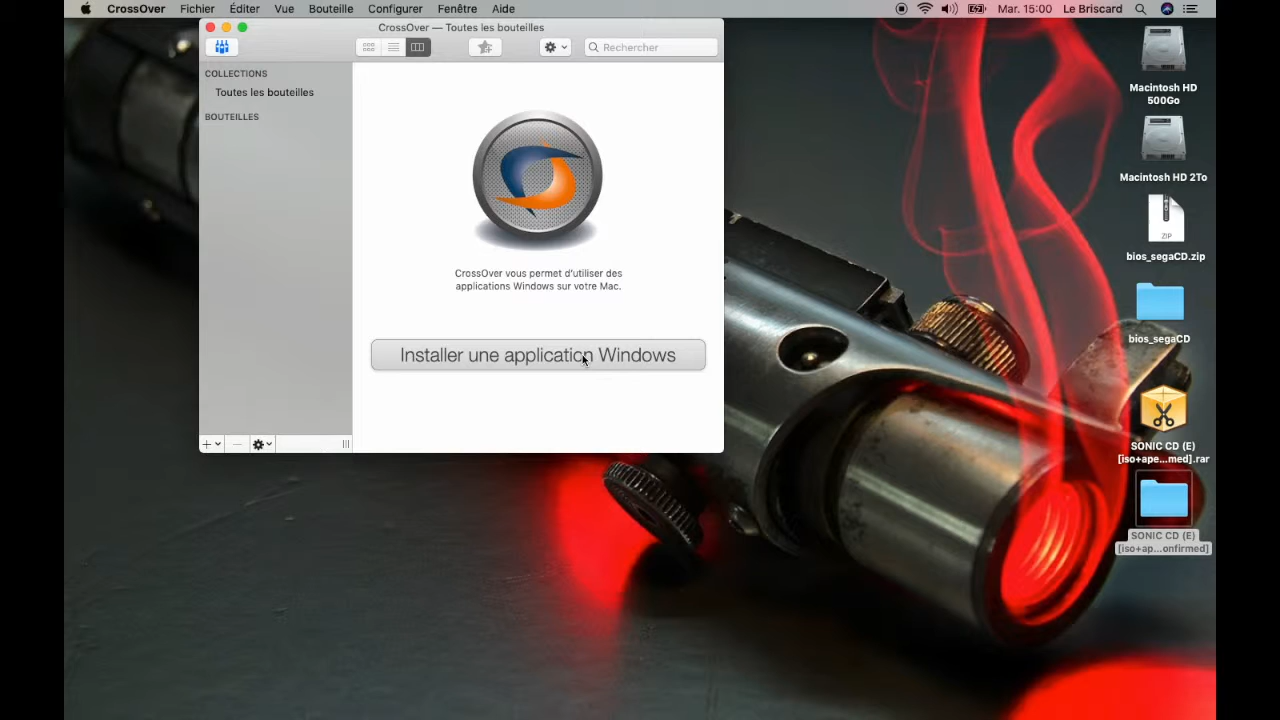 CrossOver Fichier Éditer Vue Bouteille Configurer Fenêtre Aide Mar. 15:00 Le Briscard
CrossOver — Toutes les bouteilles
Rechercher
COLLECTIONS
Toutes les bouteilles
BOUTEILLES
CrossOver vous permet d'utiliser des
applications Windows sur votre Mac.
Installer une application Windows
Macintosh HD
500Go
Macintosh HD 2To
ZIP
bios_segaCD.zip
bios_segaCD
SONIC CD (E)
[iso+ape...med].rar
SONIC CD (E)
[iso+ap...onfirmed]